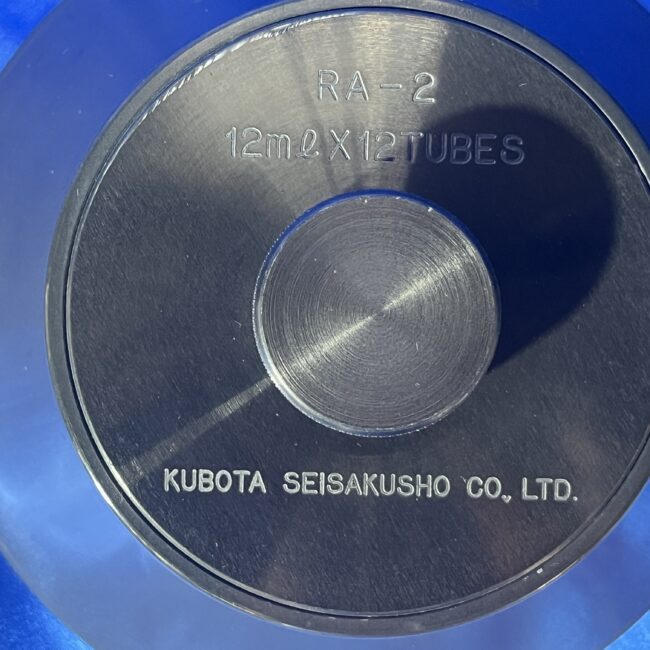 RA-2
12mℓX12TUBES
KUBOTA SEISAKUSHO CO., LTD.